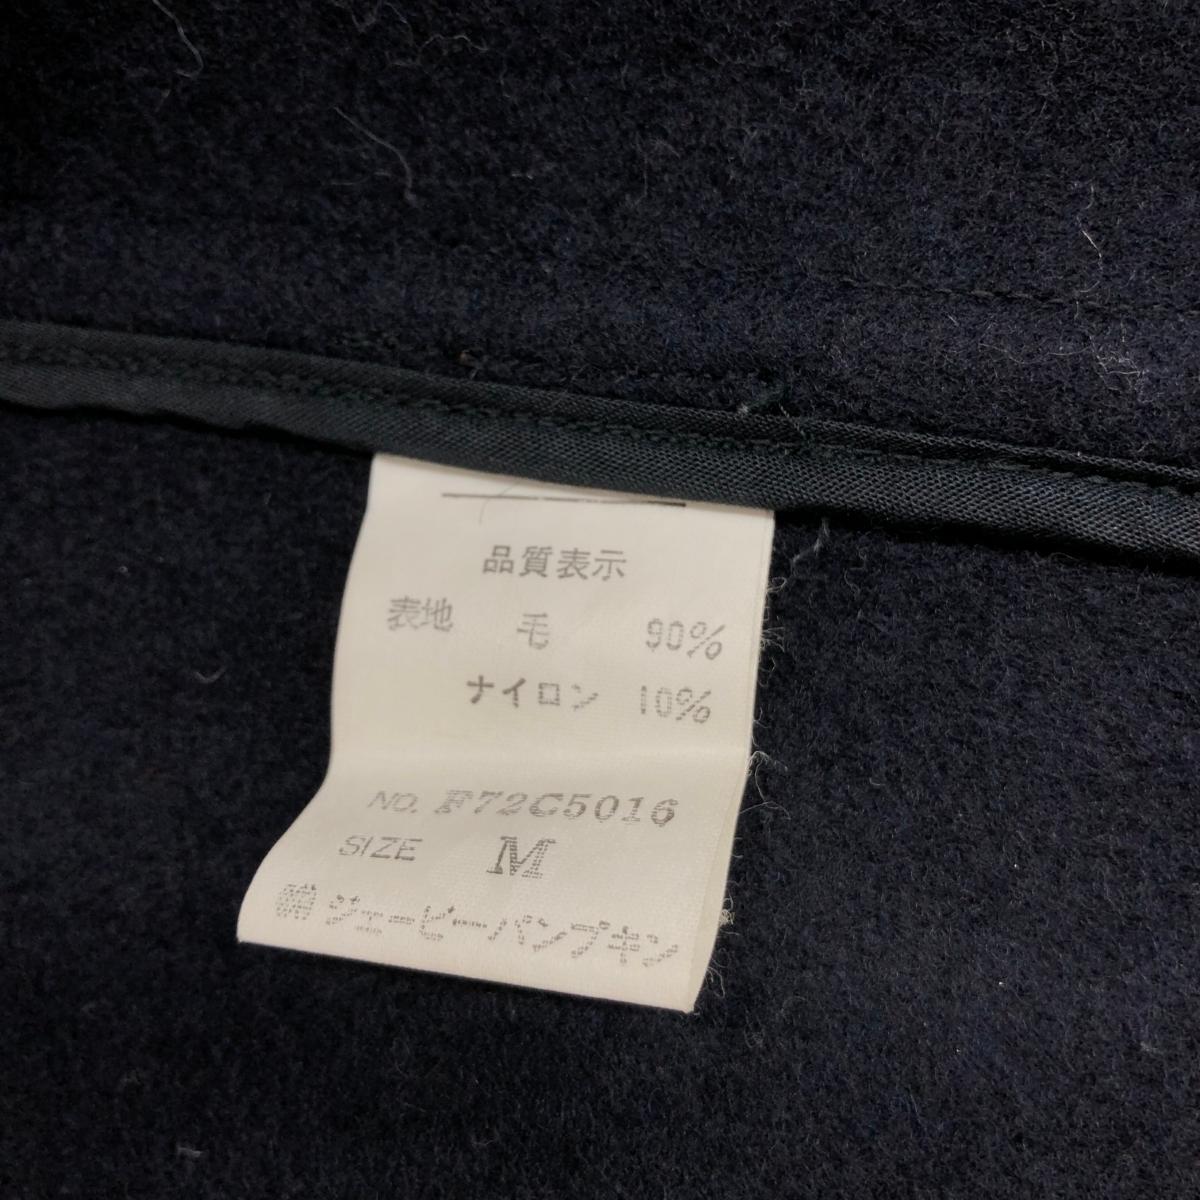 品質表示
表地 毛 90%
ナイロン 10%
NO. F72C5016
SIZE M
㈱ジェービーパンプキン